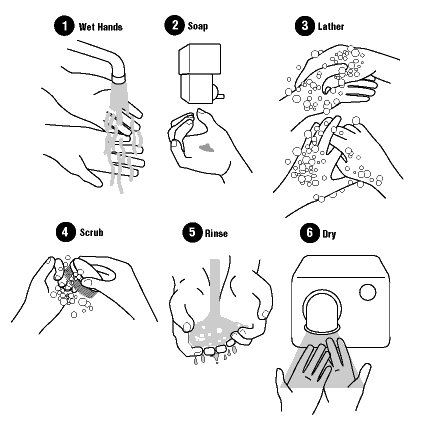 1 Wet Hands
2 Soap
3 Lather
4 Scrub
5 Rinse
6 Dry